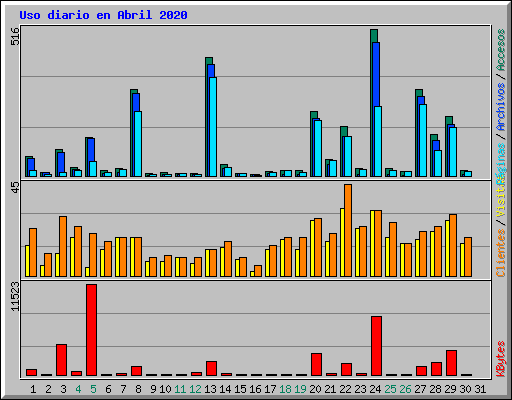 Uso diario en Abril 2020
516
45
11523
Accesos / Archivos / Páginas / Visitas / Clientes
KBytes
1 2 3 4 5 6 7 8 9 10 11 12 13 14 15 16 17 18 19 20 21 22 23 24 25 26 27 28 29 30 31